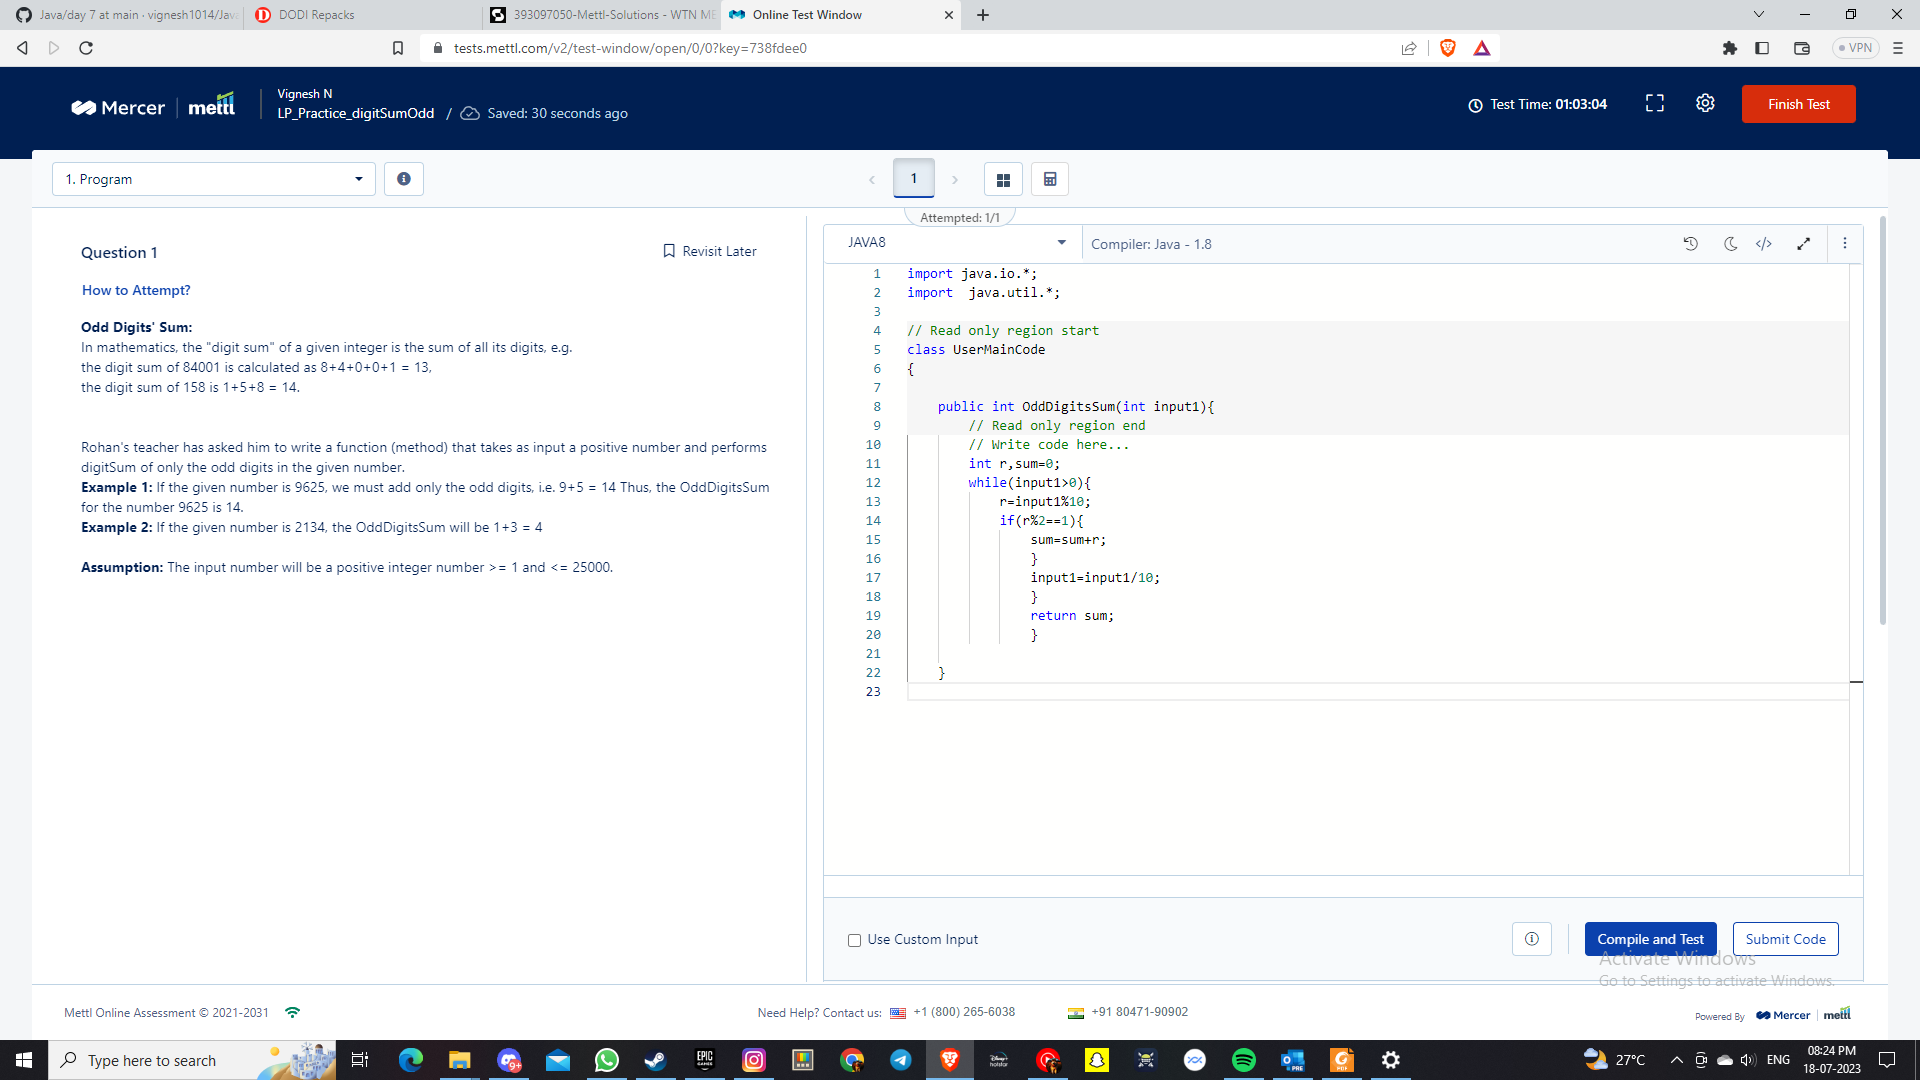 Java/day 7 at main · vignesh1014/Java
DODI Repacks
393097050-Mettl-Solutions - WTN ME
Online Test Window
tests.mettl.com/v2/test-window/open/0/0?key=738fdee0
VPN
Mercer | mettl
Vignesh N
LP_Practice_digitSumOdd / Saved: 30 seconds ago
Test Time: 01:03:04
Finish Test
1. Program
1
Attempted: 1/1
Question 1
Revisit Later
How to Attempt?
Odd Digits' Sum:
In mathematics, the "digit sum" of a given integer is the sum of all its digits, e.g.
the digit sum of 84001 is calculated as 8+4+0+0+1 = 13,
the digit sum of 158 is 1+5+8 = 14.
Rohan's teacher has asked him to write a function (method) that takes as input a positive number and performs
digitSum of only the odd digits in the given number.
Example 1: If the given number is 9625, we must add only the odd digits, i.e. 9+5 = 14 Thus, the OddDigitsSum
for the number 9625 is 14.
Example 2: If the given number is 2134, the OddDigitsSum will be 1+3 = 4
Assumption: The input number will be a positive integer number >= 1 and <= 25000.
JAVA8
Compiler: Java - 1.8
1 import java.io.*;
2 import  java.util.*;
3
4 // Read only region start
5 class UserMainCode
6 {
7
8     public int OddDigitsSum(int input1){
9         // Read only region end
10         // Write code here...
11         int r,sum=0;
12         while(input1>0){
13             r=input1%10;
14             if(r%2==1){
15                 sum=sum+r;
16                 }
17                 input1=input1/10;
18                 }
19                 return sum;
20                 }
21
22     }
23
Use Custom Input
Compile and Test
Submit Code
Activate Windows
Go to Settings to activate Windows.
Mettl Online Assessment © 2021-2031
Need Help? Contact us: +1 (800) 265-6038
+91 80471-90902
Powered By Mercer | mettl
Type here to search
9+
EPIC GAMES
Disney+ hotstar
PRE
PDF
27°C
ENG
08:24 PM
18-07-2023